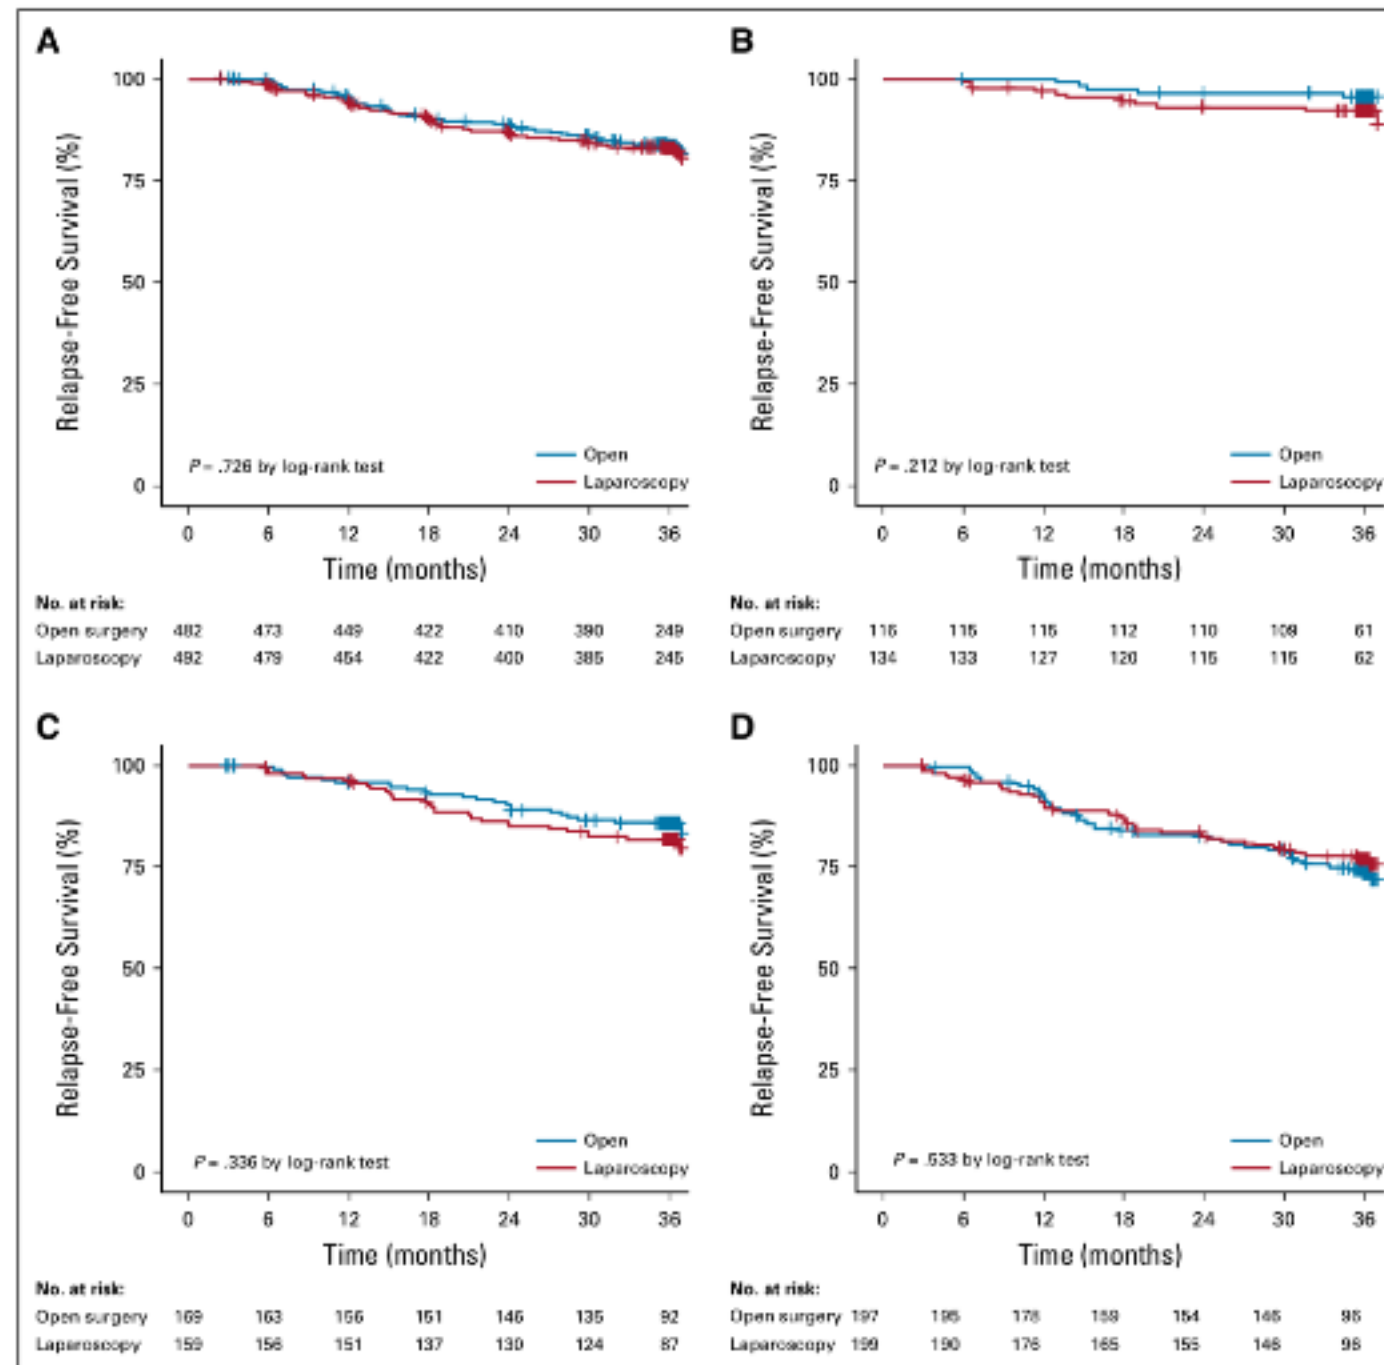 A
100
75
50
25
0
Relapse-Free Survival (%)
P = .726 by log-rank test
Open
Laparoscopy
0 6 12 18 24 30 36
Time (months)
No. at risk:
Open surgery 482 473 449 422 410 390 249
Laparoscopy 492 479 454 422 400 385 245
B
100
75
50
25
0
Relapse-Free Survival (%)
P = .212 by log-rank test
Open
Laparoscopy
0 6 12 18 24 30 36
Time (months)
No. at risk:
Open surgery 116 115 115 112 110 109 61
Laparoscopy 134 133 127 120 115 115 62
C
100
75
50
25
0
Relapse-Free Survival (%)
P = .336 by log-rank test
Open
Laparoscopy
0 6 12 18 24 30 36
Time (months)
No. at risk:
Open surgery 169 163 156 151 146 135 92
Laparoscopy 159 156 151 137 130 124 87
D
100
75
50
25
0
Relapse-Free Survival (%)
P = .533 by log-rank test
Open
Laparoscopy
0 6 12 18 24 30 36
Time (months)
No. at risk:
Open surgery 197 195 178 159 154 146 96
Laparoscopy 199 190 176 165 155 146 96